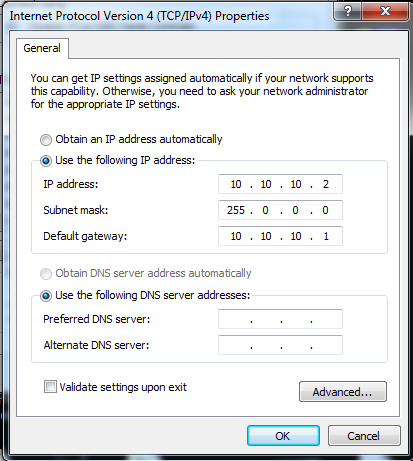 Internet Protocol Version 4 (TCP/IPv4) Properties
General
You can get IP settings assigned automatically if your network supports
this capability. Otherwise, you need to ask your network administrator
for the appropriate IP settings.
Obtain an IP address automatically
Use the following IP address:
IP address: 10 . 10 . 10 . 2
Subnet mask: 255 . 0 . 0 . 0
Default gateway: 10 . 10 . 10 . 1
Obtain DNS server address automatically
Use the following DNS server addresses:
Preferred DNS server: . . .
Alternate DNS server: . . .
Validate settings upon exit
Advanced...
OK Cancel